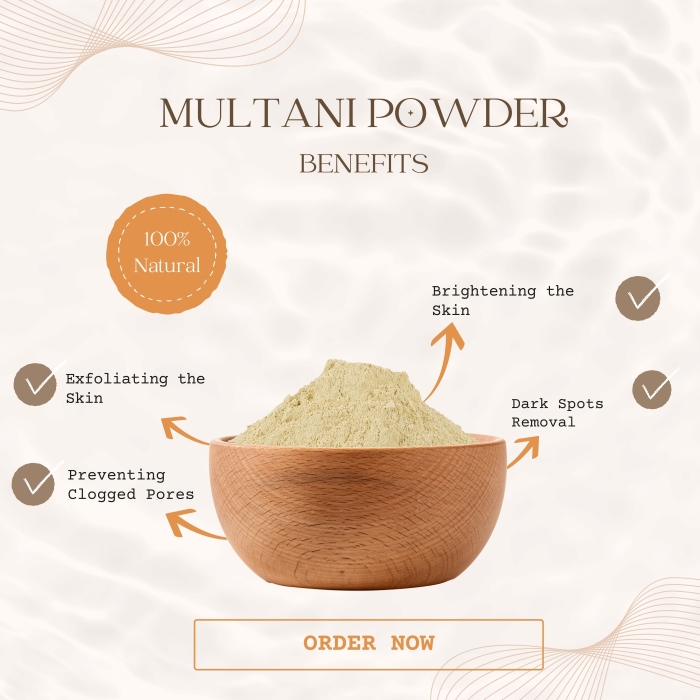 MULTANI POWDER
BENEFITS
100%
Natural
Brightening the
Skin
Exfoliating the
Skin
Dark Spots
Removal
Preventing
Clogged Pores
ORDER NOW